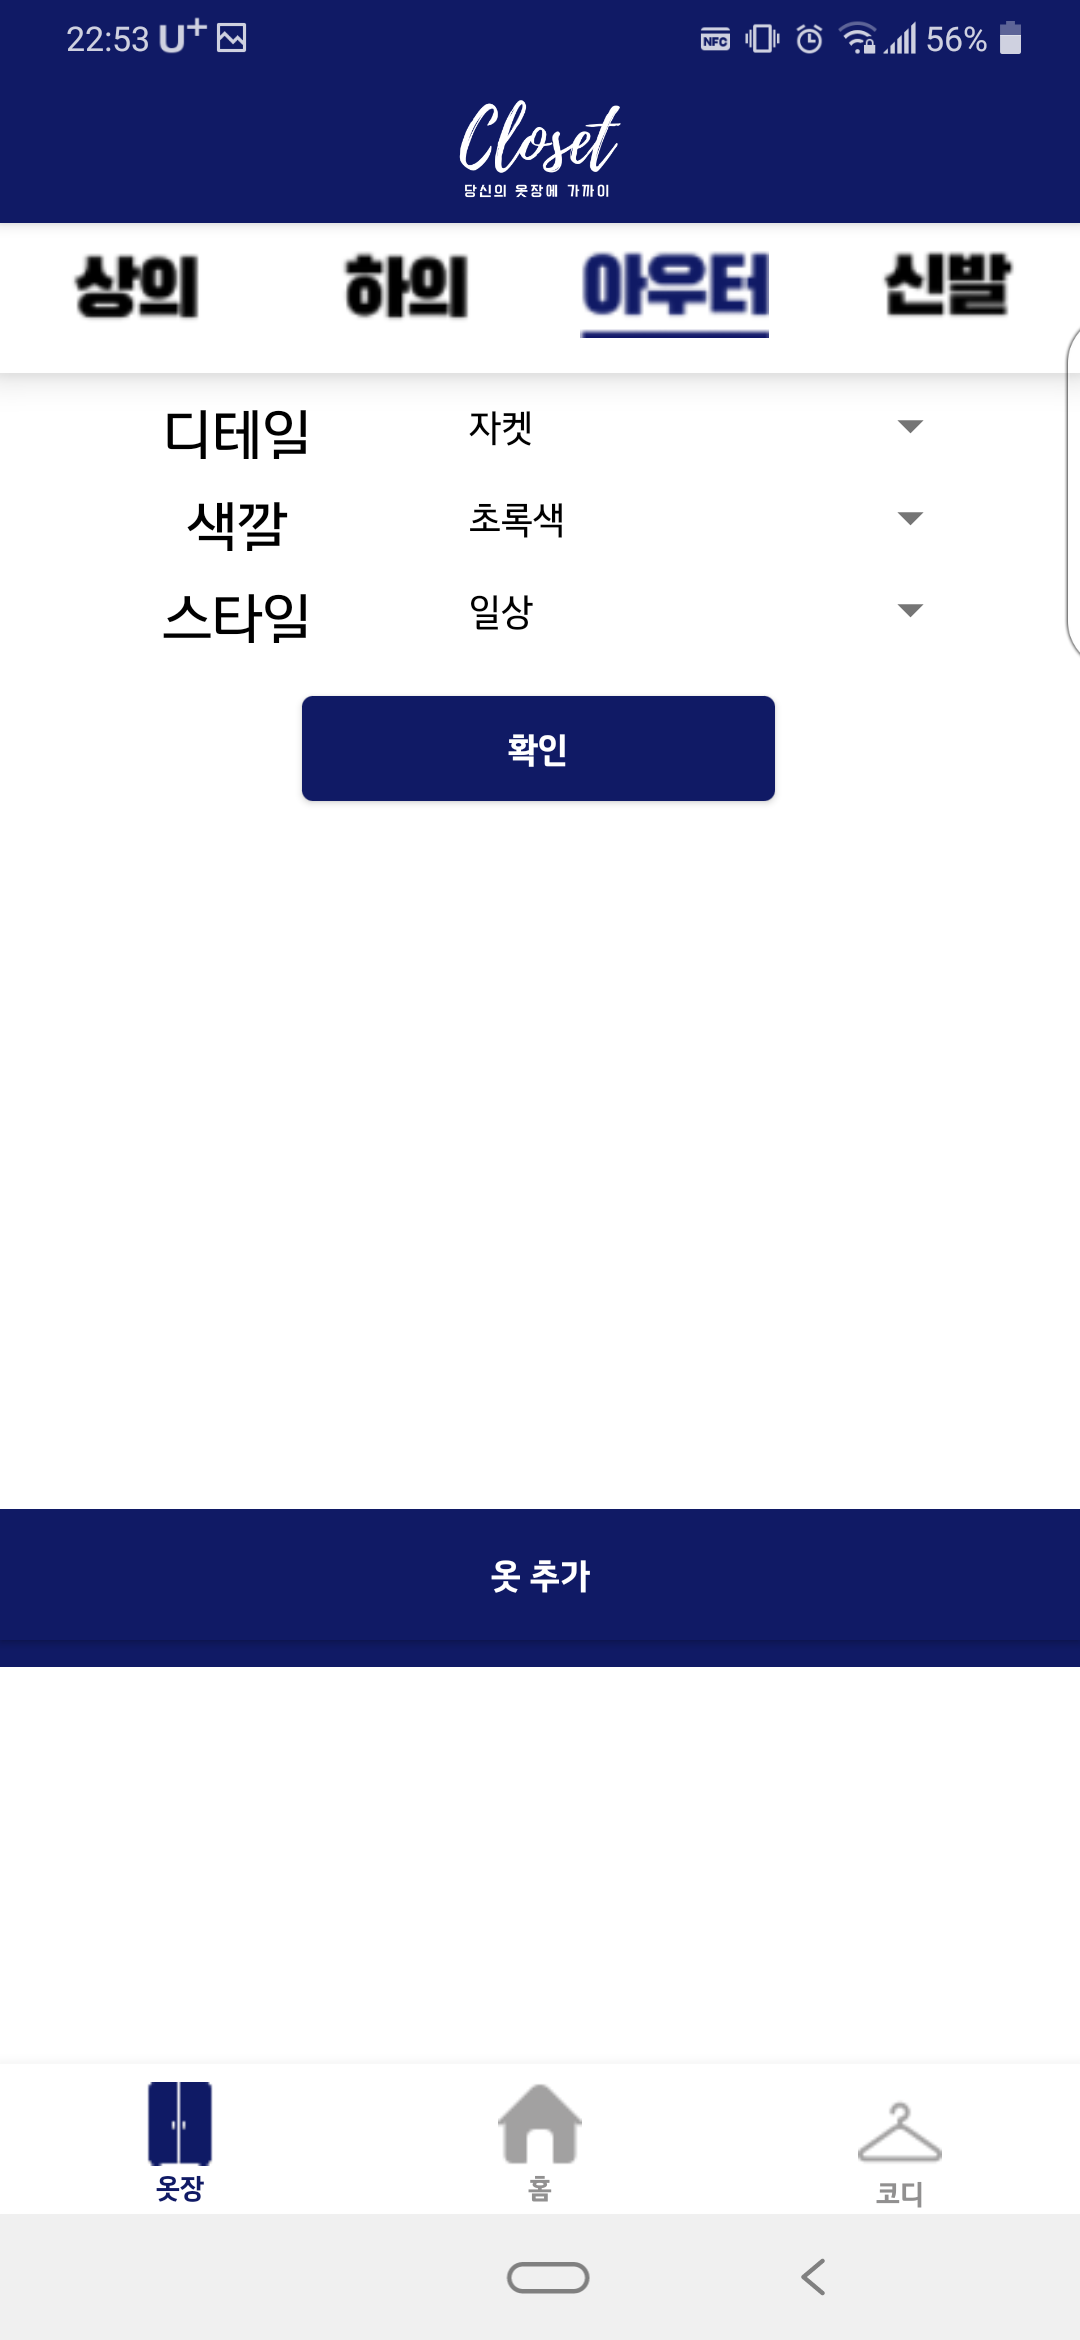 22:53 U+ NFC 56%
Closet
당신의 옷장에 가까이
상의 하의 아우터 신발
디테일 자켓
색깔 초록색
스타일 일상
확인
옷 추가
옷장 홈 코디